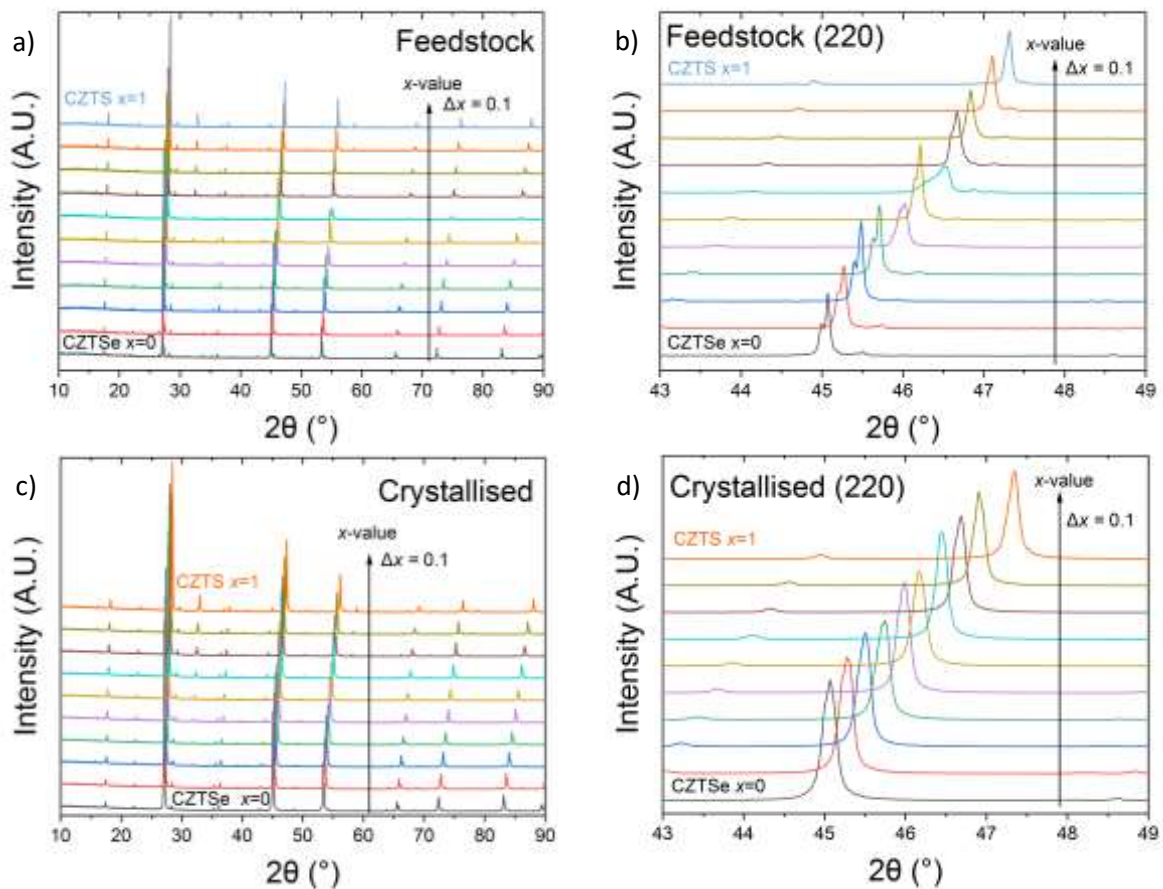 a)
Feedstock
CZTS x=1
x-value
Δx = 0.1
CZTSe x=0
Intensity (A.U.)
10 20 30 40 50 60 70 80 90
2θ (°)
b)
Feedstock (220)
CZTS x=1
x-value
Δx = 0.1
CZTSe x=0
Intensity (A.U.)
43 44 45 46 47 48 49
2θ (°)
c)
Crystallised
x-value
Δx = 0.1
CZTS x=1
CZTSe x=0
Intensity (A.U.)
10 20 30 40 50 60 70 80 90
2θ (°)
d)
Crystallised (220)
x-value
Δx = 0.1
CZTS x=1
CZTSe x=0
Intensity (A.U.)
43 44 45 46 47 48 49
2θ (°)